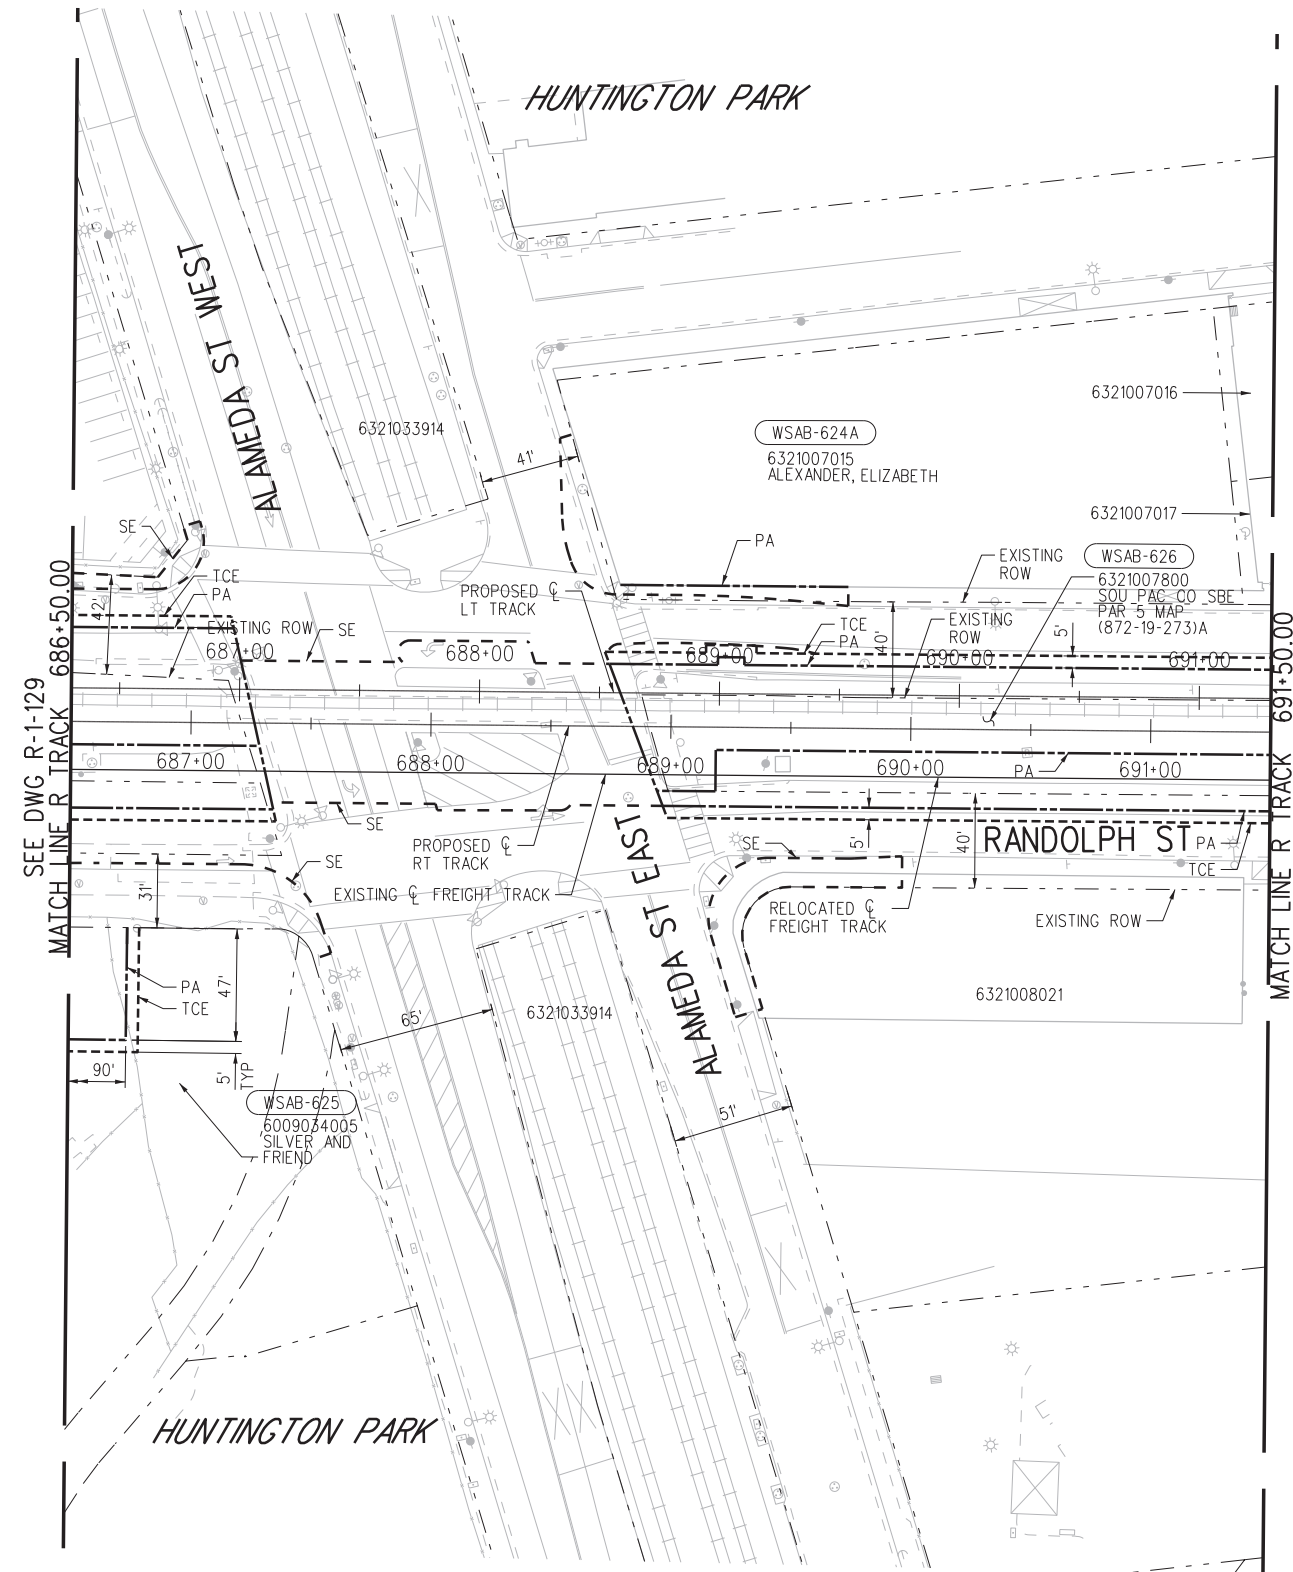 HUNTINGTON PARK
ALAMEDA ST WEST
6321007016
6321033914
WSAB-624A
6321007015
ALEXANDER, ELIZABETH
41'
6321007017
SE
PA
EXISTING
ROW
WSAB-626
6321007800
SOU PAC CO SBE
PAR 5 MAP
(872-19-273)A
TCE
PA
42'
PROPOSED ℄
LT TRACK
EXISTING ROW
SE
TCE
PA
40'
EXISTING
ROW
5'
687+00
688+00
689+00
690+00
691+00
SEE DWG R-1-129
MATCH LINE R TRACK 686+50.00
MATCH LINE R TRACK 691+50.00
687+00
688+00
689+00
690+00
PA
691+00
SE
PROPOSED ℄
RT TRACK
SE
5'
40'
RANDOLPH ST
PA
TCE
SE
31'
EXISTING ℄ FREIGHT TRACK
ALAMEDA ST EAST
RELOCATED ℄
FREIGHT TRACK
EXISTING ROW
PA
TCE
47'
65'
6321033914
6321008021
90'
5'
TYP
WSAB-625
6009034005
SILVER AND
FRIEND
51'
HUNTINGTON PARK